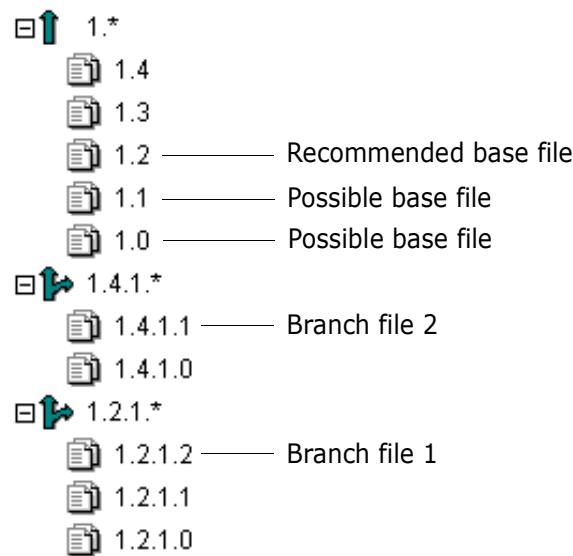 1.*
1.4
1.3
1.2 Recommended base file
1.1 Possible base file
1.0 Possible base file
1.4.1.*
1.4.1.1 Branch file 2
1.4.1.0
1.2.1.*
1.2.1.2 Branch file 1
1.2.1.1
1.2.1.0